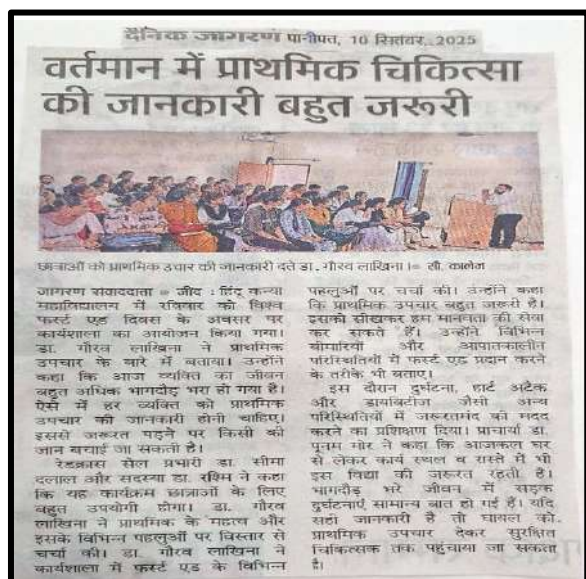 दैनिक जागरण पानीपत, 10 सितंबर, 2025
वर्तमान में प्राथमिक चिकित्सा
की जानकारी बहुत जरूरी
छात्राओं को प्राथमिक उपचार की जानकारी देते डा. गौरव लाखिना। ● सौ. कालेज
जागरण संवाददाता ● जींद : हिंदू कन्या
महाविद्यालय में रविवार को विश्व
फर्स्ट एड दिवस के अवसर पर
कार्यशाला का आयोजन किया गया।
डा. गौरव लाखिना ने प्राथमिक
उपचार के बारे में बताया। उन्होंने
कहा कि आज व्यक्ति का जीवन
बहुत अधिक भागदौड़ भरा हो गया है।
ऐसे में हर व्यक्ति को प्राथमिक
उपचार की जानकारी होनी चाहिए।
इससे जरूरत पड़ने पर किसी की
जान बचाई जा सकती है।
रेडक्रास सेल प्रभारी डा. सीमा
दलाल और सदस्या डा. रश्मि ने कहा
कि यह कार्यक्रम छात्राओं के लिए
बहुत उपयोगी होगा। डा. गौरव
लाखिना ने प्राथमिक के महत्व और
इसके विभिन्न पहलुओं पर विस्तार से
चर्चा की। डा. गौरव लाखिना ने
कार्यशाला में फर्स्ट एड के विभिन्न
पहलुओं पर चर्चा की। उन्होंने कहा
कि प्राथमिक उपचार बहुत जरूरी है।
इसको सीखकर हम मानवता की सेवा
कर सकते हैं। उन्होंने विभिन्न
बीमारियों और आपातकालीन
परिस्थितियों में फर्स्ट एड प्रदान करने
के तरीके भी बताए।
इस दौरान दुर्घटना, हार्ट अटैक
और डायबिटीज जैसी अन्य
परिस्थितियों में जरूरतमंद की मदद
करने का प्रशिक्षण दिया। प्राचार्या डा.
पूनम मोर ने कहा कि आजकल घर
से लेकर कार्य स्थल व रास्ते में भी
इस विद्या की जरूरत रहती है।
भागदौड़ भरे जीवन में सड़क
दुर्घटनाएं सामान्य बात हो गई हैं। यदि
सही जानकारी है तो घायल को
प्राथमिक उपचार देकर सुरक्षित
चिकित्सक तक पहुंचाया जा सकता
है।